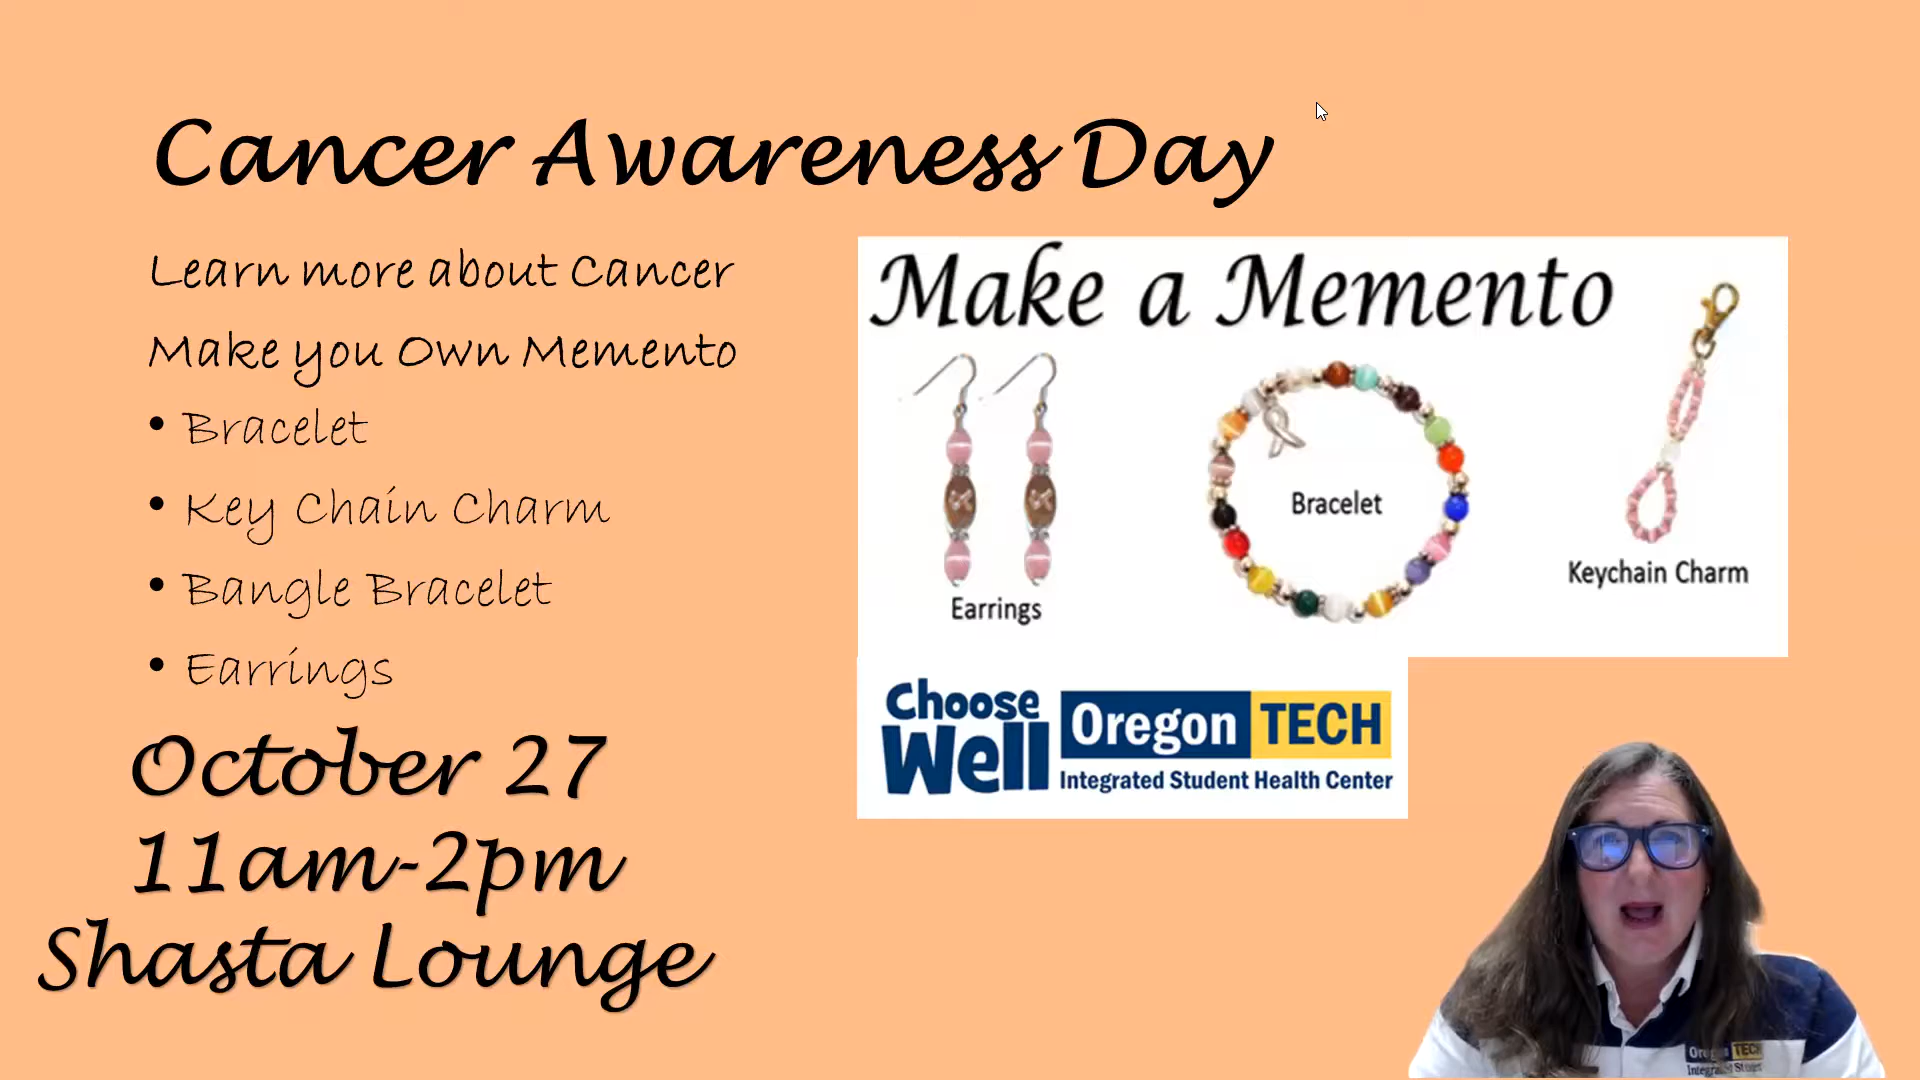 Cancer Awareness Day
Learn more about Cancer
Make you Own Memento
• Bracelet
• Key Chain Charm
• Bangle Bracelet
• Earrings
October 27
11am-2pm
Shasta Lounge
Make a Memento
Earrings
Bracelet
Keychain Charm
Choose
Well
Oregon TECH
Integrated Student Health Center
TECH